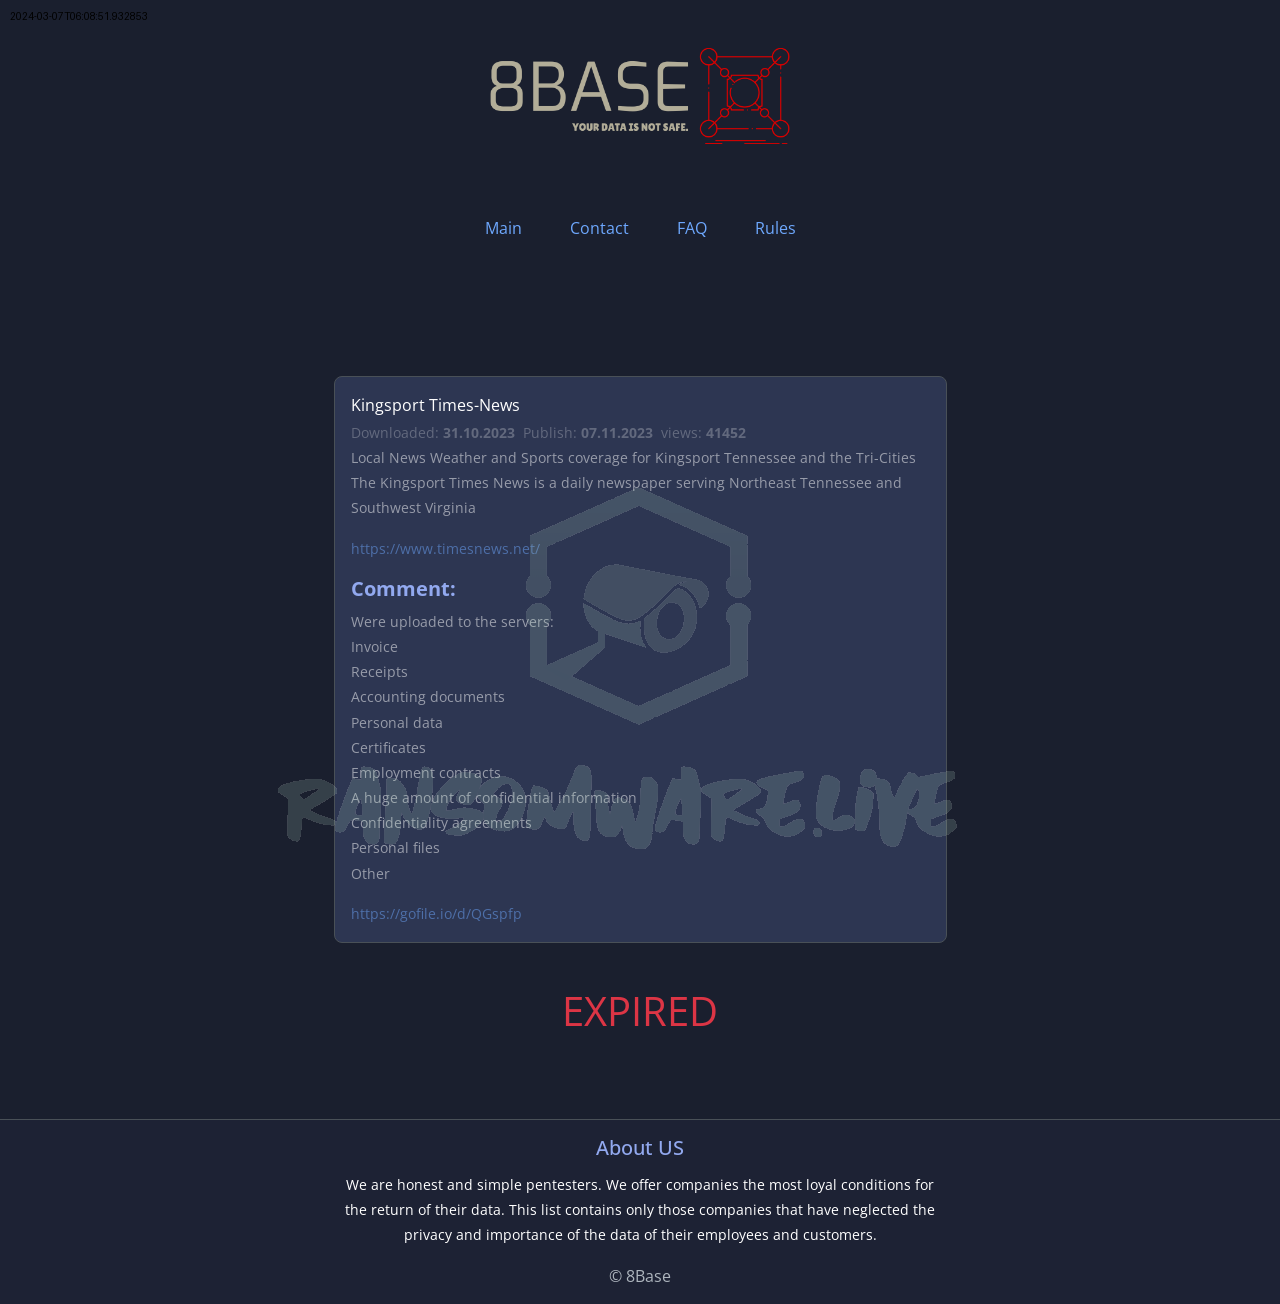 2024-03-07T06:08:51.932853
8BASE
YOUR DATA IS NOT SAFE.
Main Contact FAQ Rules
Kingsport Times-News
Downloaded: 31.10.2023 Publish: 07.11.2023 views: 41452
Local News Weather and Sports coverage for Kingsport Tennessee and the Tri-Cities
The Kingsport Times News is a daily newspaper serving Northeast Tennessee and
Southwest Virginia
https://www.timesnews.net/
Comment:
Were uploaded to the servers:
Invoice
Receipts
Accounting documents
Personal data
Certificates
Employment contracts
A huge amount of confidential information
RANSOMWARE.LIVE
Confidentiality agreements
Personal files
Other
https://gofile.io/d/QGspfp
EXPIRED
About US
We are honest and simple pentesters. We offer companies the most loyal conditions for
the return of their data. This list contains only those companies that have neglected the
privacy and importance of the data of their employees and customers.
© 8Base